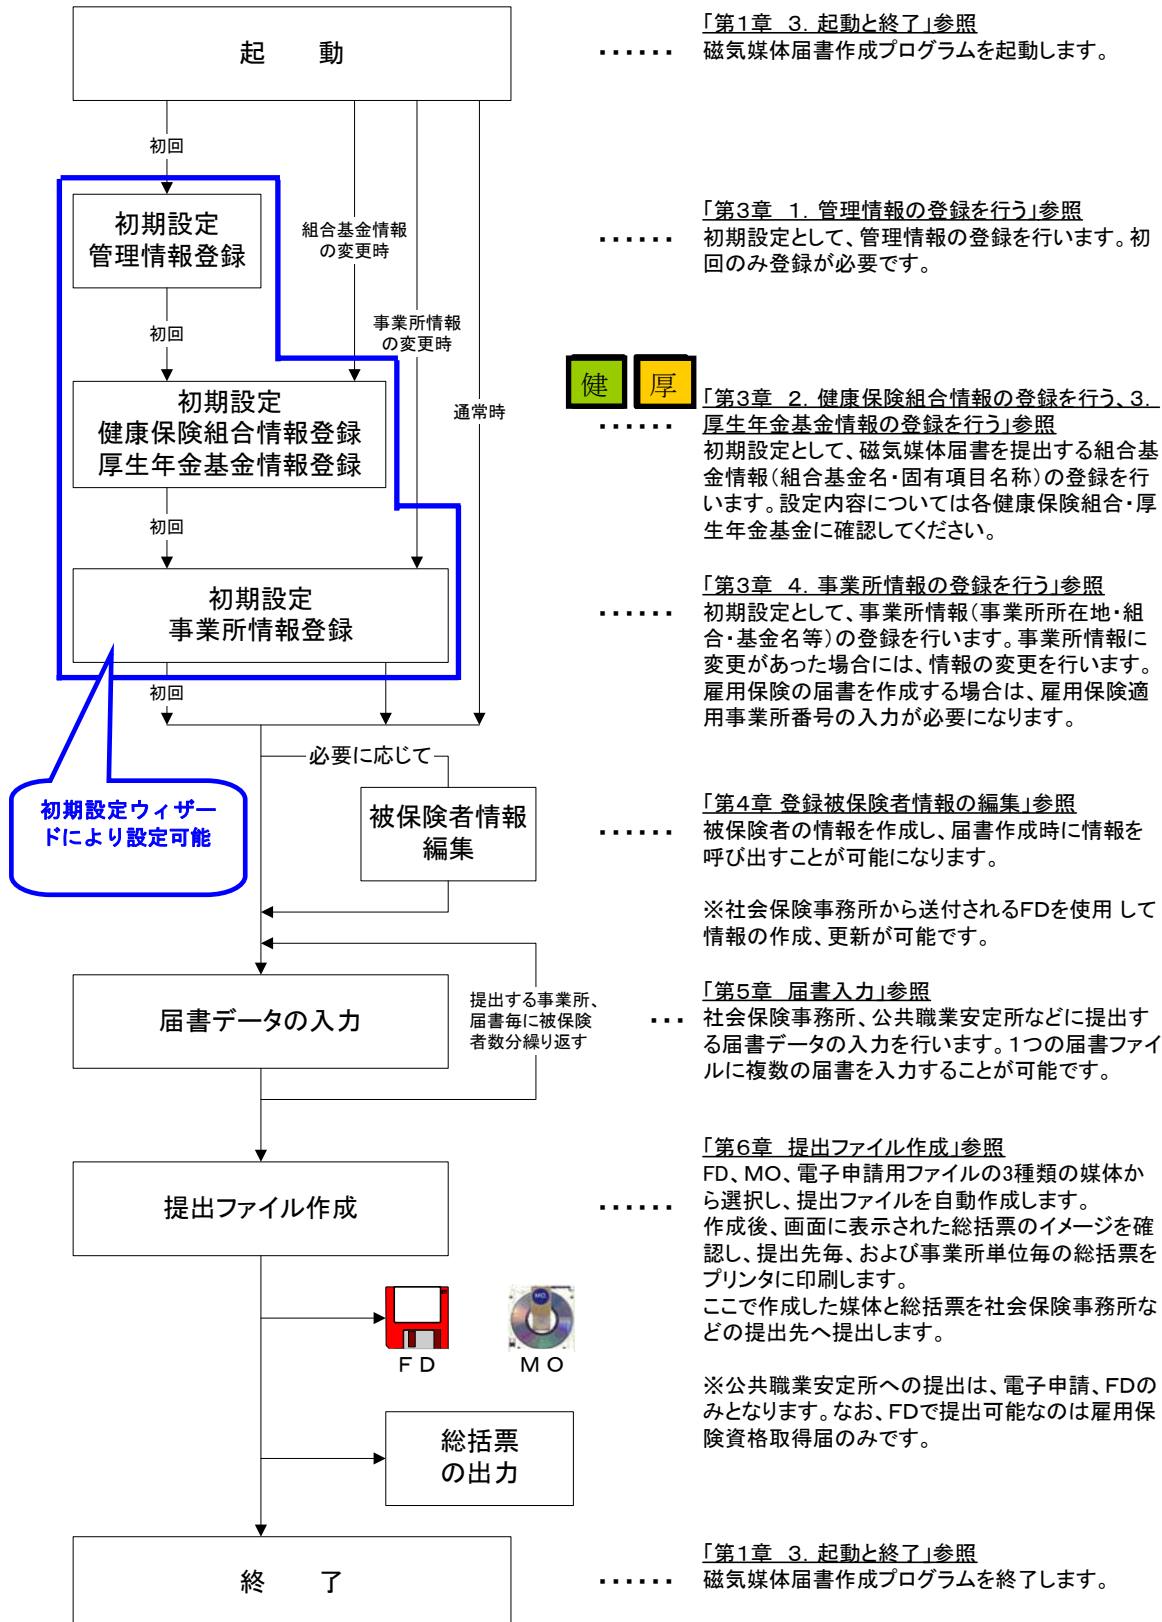 起　　動
・・・・・・
「第1章　3．起動と終了」参照
磁気媒体届書作成プログラムを起動します。
初回
初期設定
管理情報登録
組合基金情報
の変更時
・・・・・・
「第3章　1．管理情報の登録を行う」参照
初期設定として、管理情報の登録を行います。初
回のみ登録が必要です。
初回
事業所情報
の変更時
通常時
初期設定
健康保険組合情報登録
厚生年金基金情報登録
健
厚
・・・・・・
「第3章　2．健康保険組合情報の登録を行う、3．
厚生年金基金情報の登録を行う」参照
初期設定として、磁気媒体届書を提出する組合基
金情報（組合基金名・固有項目名称）の登録を行
います。設定内容については各健康保険組合・厚
生年金基金に確認してください。
初回
初期設定
事業所情報登録
・・・・・・
「第3章　4．事業所情報の登録を行う」参照
初期設定として、事業所情報（事業所所在地・組
合・基金名等）の登録を行います。事業所情報に
変更があった場合には、情報の変更を行います。
雇用保険の届書を作成する場合は、雇用保険適
用事業所番号の入力が必要になります。
初回
必要に応じて
初期設定ウィザー
ドにより設定可能
被保険者情報
編集
・・・・・・
「第4章 登録被保険者情報の編集」参照
被保険者の情報を作成し、届書作成時に情報を
呼び出すことが可能になります。
※社会保険事務所から送付されるFDを使用 して
情報の作成、更新が可能です。
届書データの入力
提出する事業所、
届書毎に被保険
者数分繰り返す
・・・
「第5章　届書入力」参照
社会保険事務所、公共職業安定所などに提出す
る届書データの入力を行います。1つの届書ファイ
ルに複数の届書を入力することが可能です。
提出ファイル作成
・・・・・・
「第6章　提出ファイル作成」参照
FD、MO、電子申請用ファイルの3種類の媒体か
ら選択し、提出ファイルを自動作成します。
作成後、画面に表示された総括票のイメージを確
認し、提出先毎、および事業所単位毎の総括票を
プリンタに印刷します。
ここで作成した媒体と総括票を社会保険事務所な
どの提出先へ提出します。
※公共職業安定所への提出は、電子申請、FDの
みとなります。なお、FDで提出可能なのは雇用保
険資格取得届のみです。
ＦＤ
MO
ＭＯ
総括票
の出力
終　　了
・・・・・・
「第1章　3．起動と終了」参照
磁気媒体届書作成プログラムを終了します。